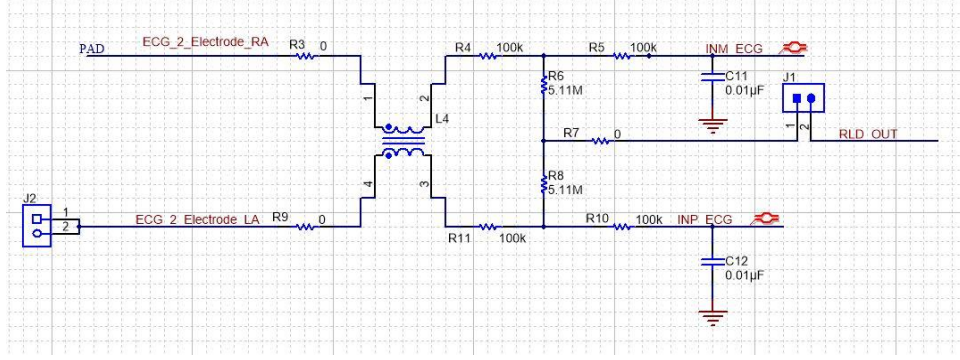 PAD
ECG_2_Electrode_RA
R3 0
R4 100k
R5 100k
INM_ECG
1
2
L4
R6
5.11M
C11
0.01µF
J1
1
2
R7 0
RLD_OUT
4
3
R8
5.11M
J2
1
2
ECG_2_Electrode_LA
R9 0
R11 100k
R10 100k
INP_ECG
C12
0.01µF